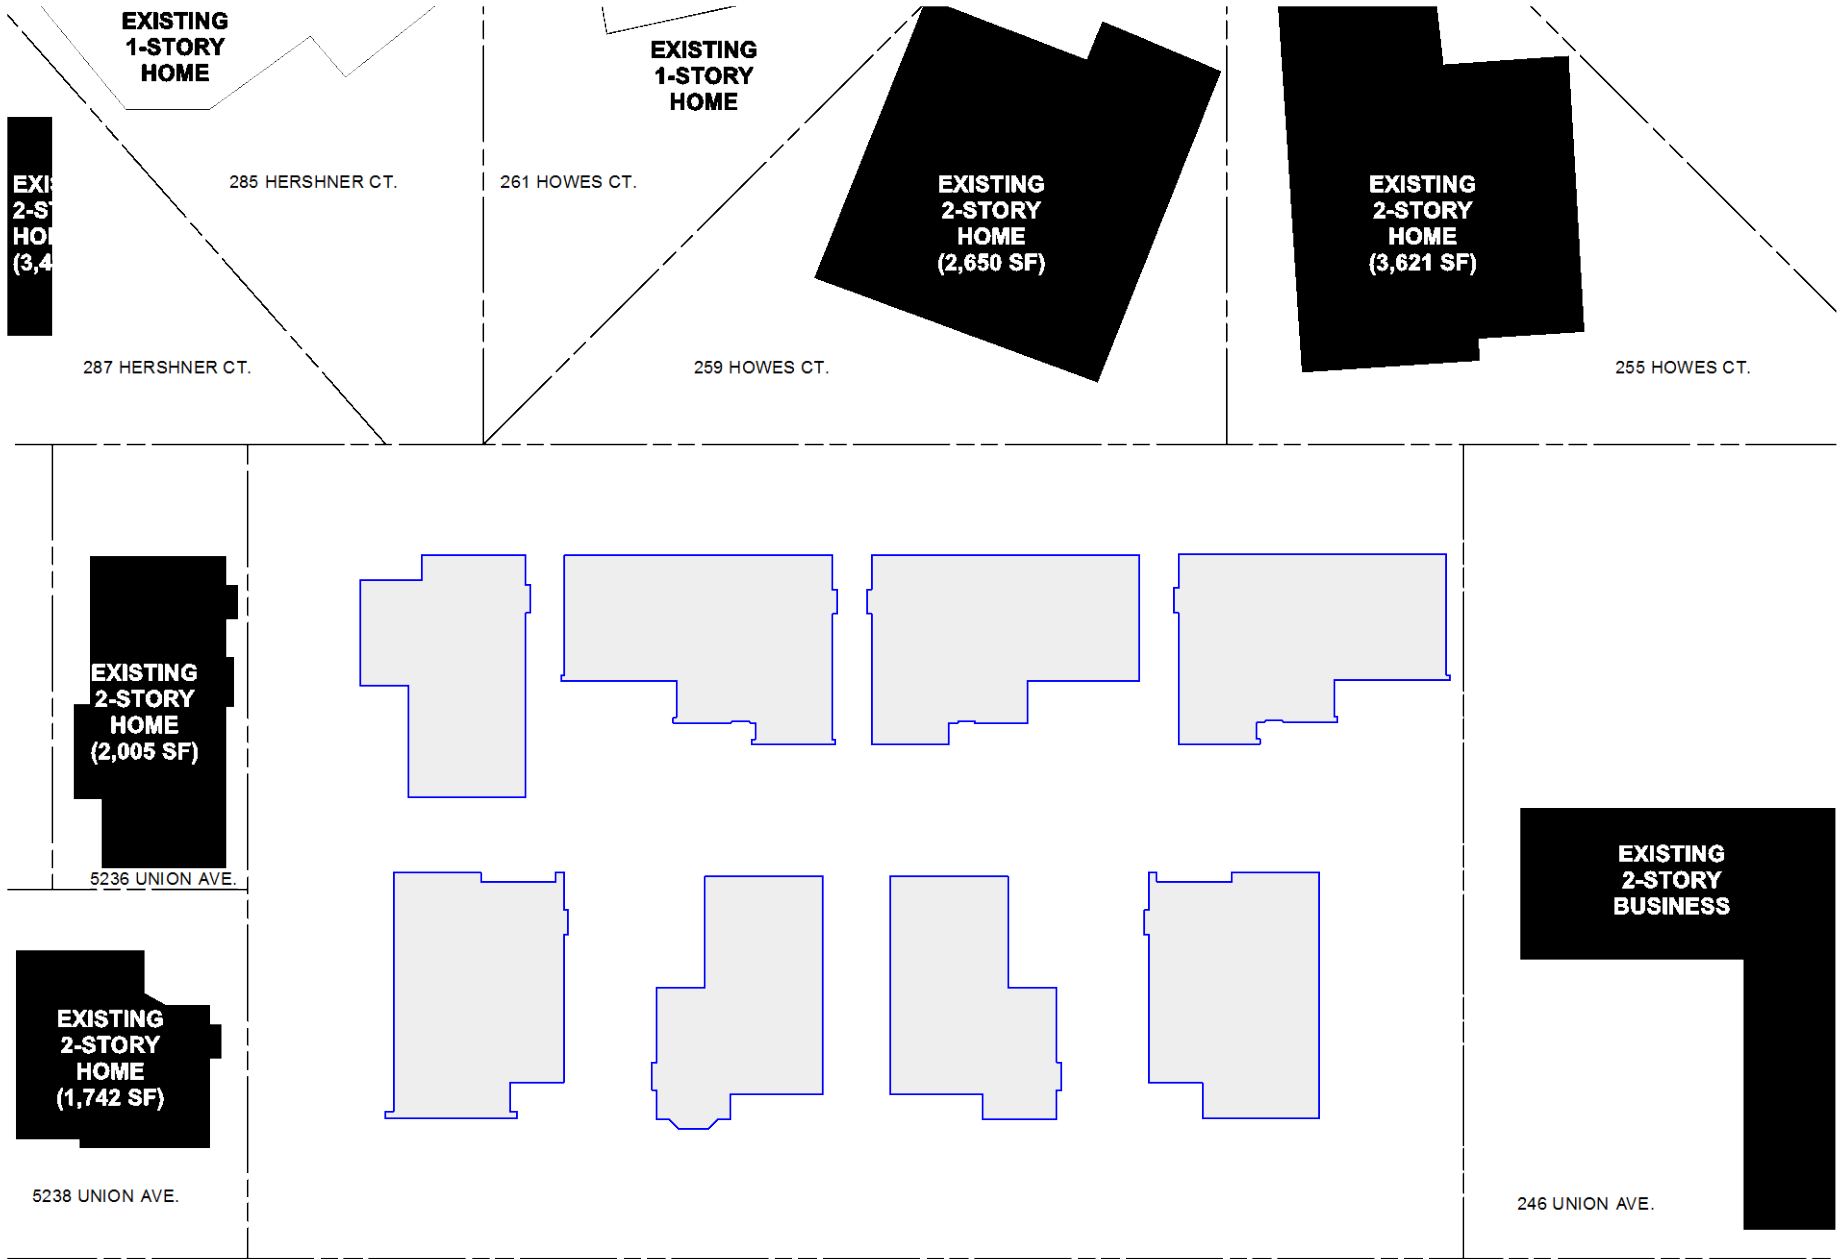 EXISTING
1-STORY
HOME
EXISTING
1-STORY
HOME
285 HERSHNER CT.
261 HOWES CT.
EXISTING
2-STORY
HOME
(2,650 SF)
EXISTING
2-STORY
HOME
(3,621 SF)
287 HERSHNER CT.
259 HOWES CT.
255 HOWES CT.
EXISTING
2-STORY
HOME
(2,005 SF)
5236 UNION AVE.
EXISTING
2-STORY
BUSINESS
EXISTING
2-STORY
HOME
(1,742 SF)
5238 UNION AVE.
246 UNION AVE.